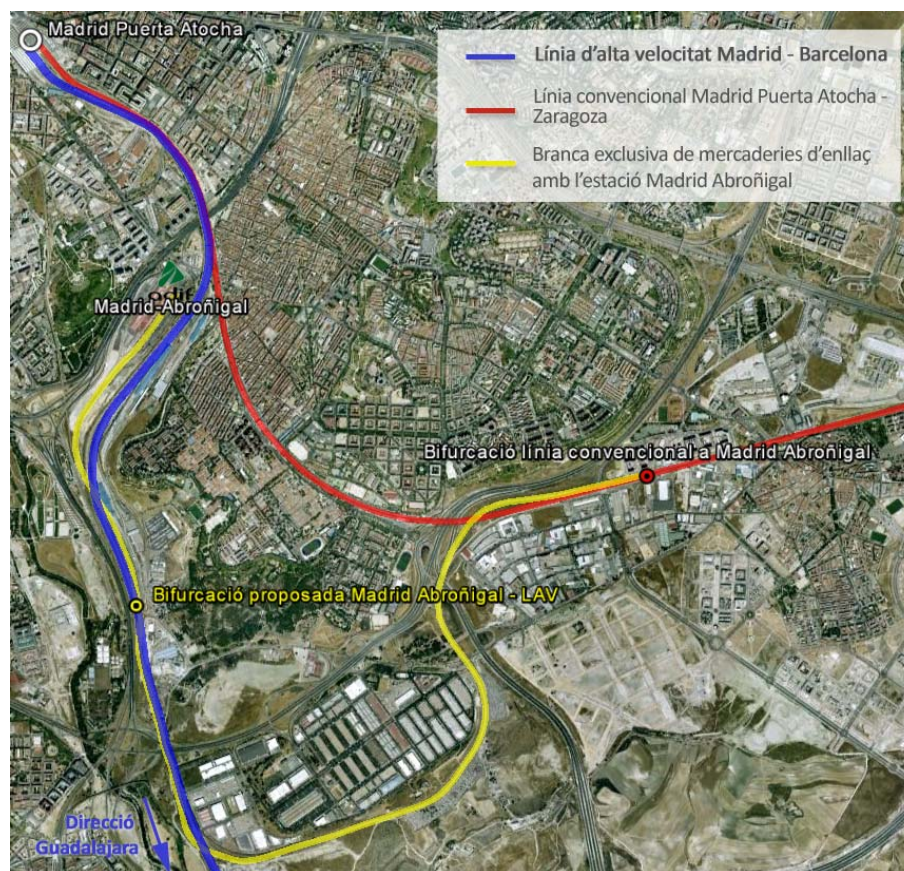 Madrid Puerta Atocha
Línia d'alta velocitat Madrid - Barcelona
Línia convencional Madrid Puerta Atocha -
Zaragoza
Branca exclusiva de mercaderies d'enllaç
amb l'estació Madrid Abroñigal
adif
Madrid-Abroñigal
Bifurcació línia convencional a Madrid Abroñigal
Bifurcació proposada Madrid Abroñigal - LAV
Direcció
Guadalajara